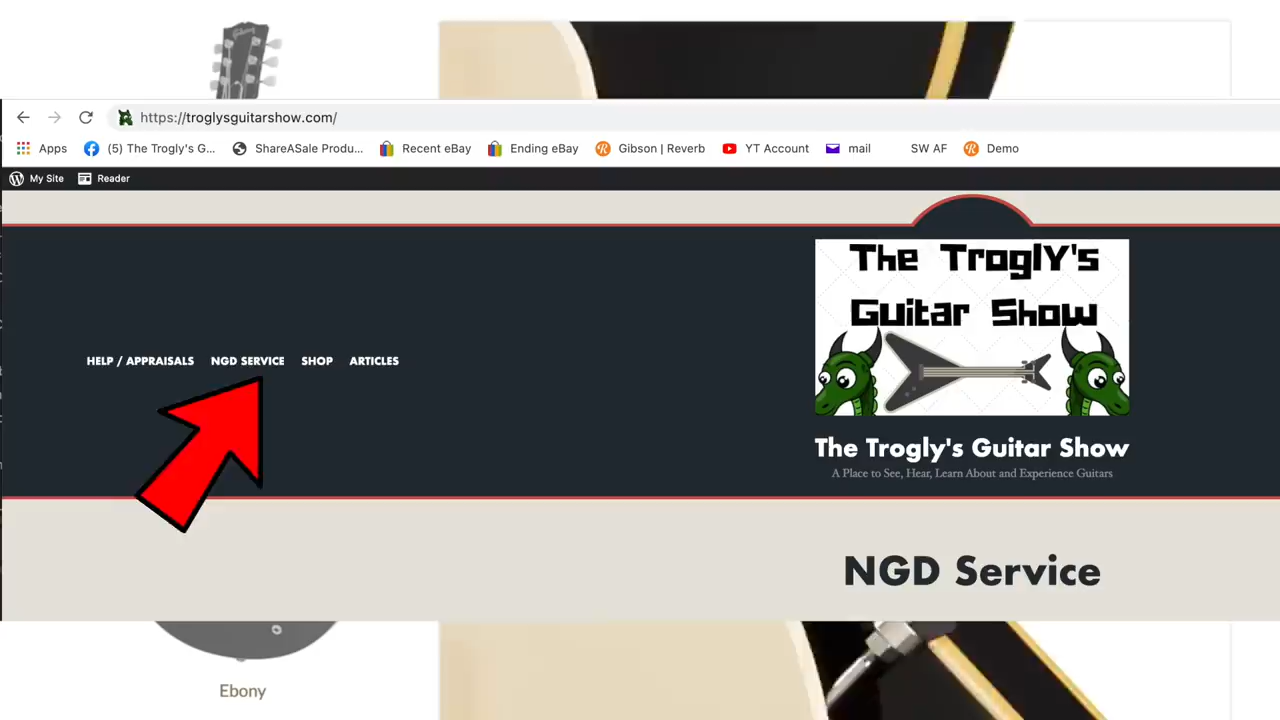 Gibson
https://troglysguitarshow.com/
Apps (5) The Trogly's G... ShareASale Produ... Recent eBay Ending eBay Gibson | Reverb YT Account mail SW AF Demo
My Site Reader
The TroglY's
Guitar Show
HELP / APPRAISALS NGD SERVICE SHOP ARTICLES
The Trogly's Guitar Show
A Place to See, Hear, Learn About and Experience Guitars
NGD Service
Ebony